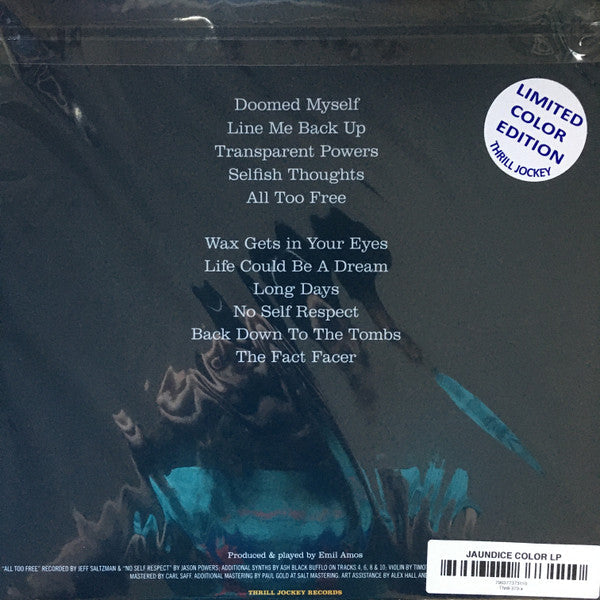 LIMITED
COLOR
EDITION
THRILL JOCKEY
Doomed Myself
Line Me Back Up
Transparent Powers
Selfish Thoughts
All Too Free
Wax Gets in Your Eyes
Life Could Be A Dream
Long Days
No Self Respect
Back Down To The Tombs
The Fact Facer
Produced & played by Emil Amos
"ALL TOO FREE" RECORDED BY JEFF SALTZMAN & "NO SELF RESPECT" BY JASON POWERS; ADDITIONAL SYNTHS BY ASH BLACK BUFFLO ON TRACKS 4, 6, 8 & 10; VIOLIN BY
MASTERED BY CARL SAFF. ADDITIONAL MASTERING BY PAUL GOLD AT SALT MASTERING. ART ASSISTANCE BY ALEX HALL AND
THRILL JOCKEY RECORDS
JAUNDICE COLOR LP